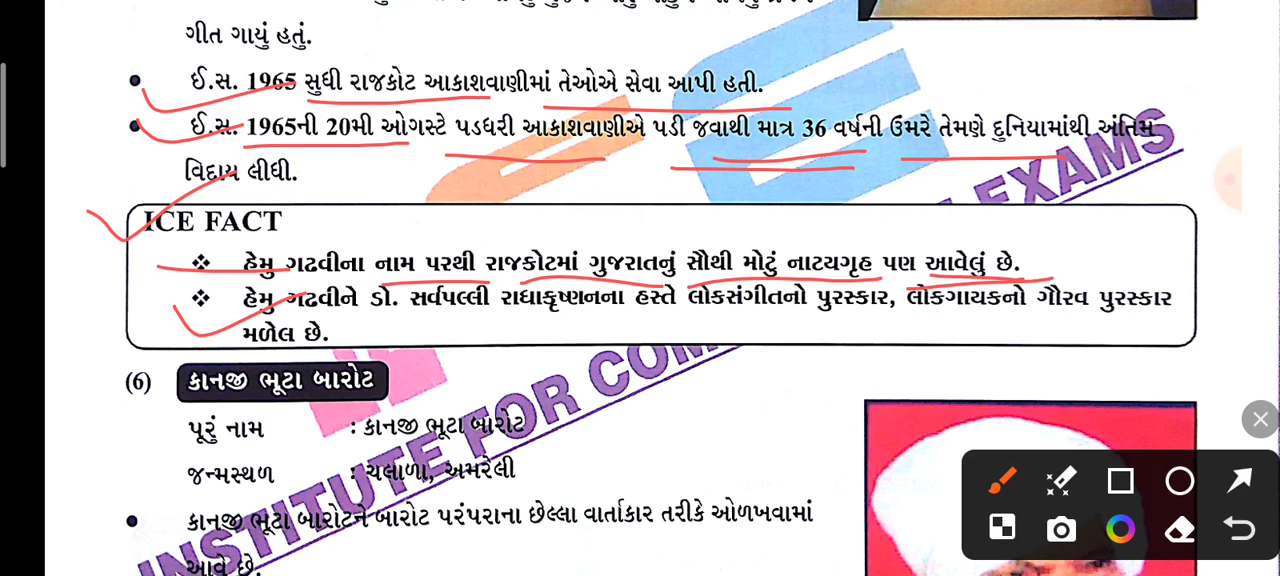 ગીત ગાયું હતું.
• ઈ.સ. 1965 સુધી રાજકોટ આકાશવાણીમાં તેઓએ સેવા આપી હતી.
• ઈ.સ. 1965ની 20મી ઓગસ્ટે પડધરી આકાશવાણીએ પડી જવાથી માત્ર 36 વર્ષની ઉંમરે તેમણે દુનિયામાંથી અંતિમ
વિદાય લીધી.
ICE FACT
❖ હેમુ ગઢવીના નામ પરથી રાજકોટમાં ગુજરાતનું સૌથી મોટું નાટયગૃહ પણ આવેલું છે.
❖ હેમુ ગઢવીને ડો. સર્વપલ્લી રાધાકૃષ્ણનના હસ્તે લોકસંગીતનો પુરસ્કાર, લોકગાયકનો ગૌરવ પુરસ્કાર
મળેલ છે.
(6) કાનજી ભૂટા બારોટ
પૂરું નામ : કાનજી ભૂટા બારોટ
જન્મસ્થળ : ચલાળા, અમરેલી
• કાનજી ભૂટા બારોટને બારોટ પરંપરાના છેલ્લા વાર્તાકાર તરીકે ઓળખવામાં
આવે છે.
INSTITUTE FOR COM
EXAMS